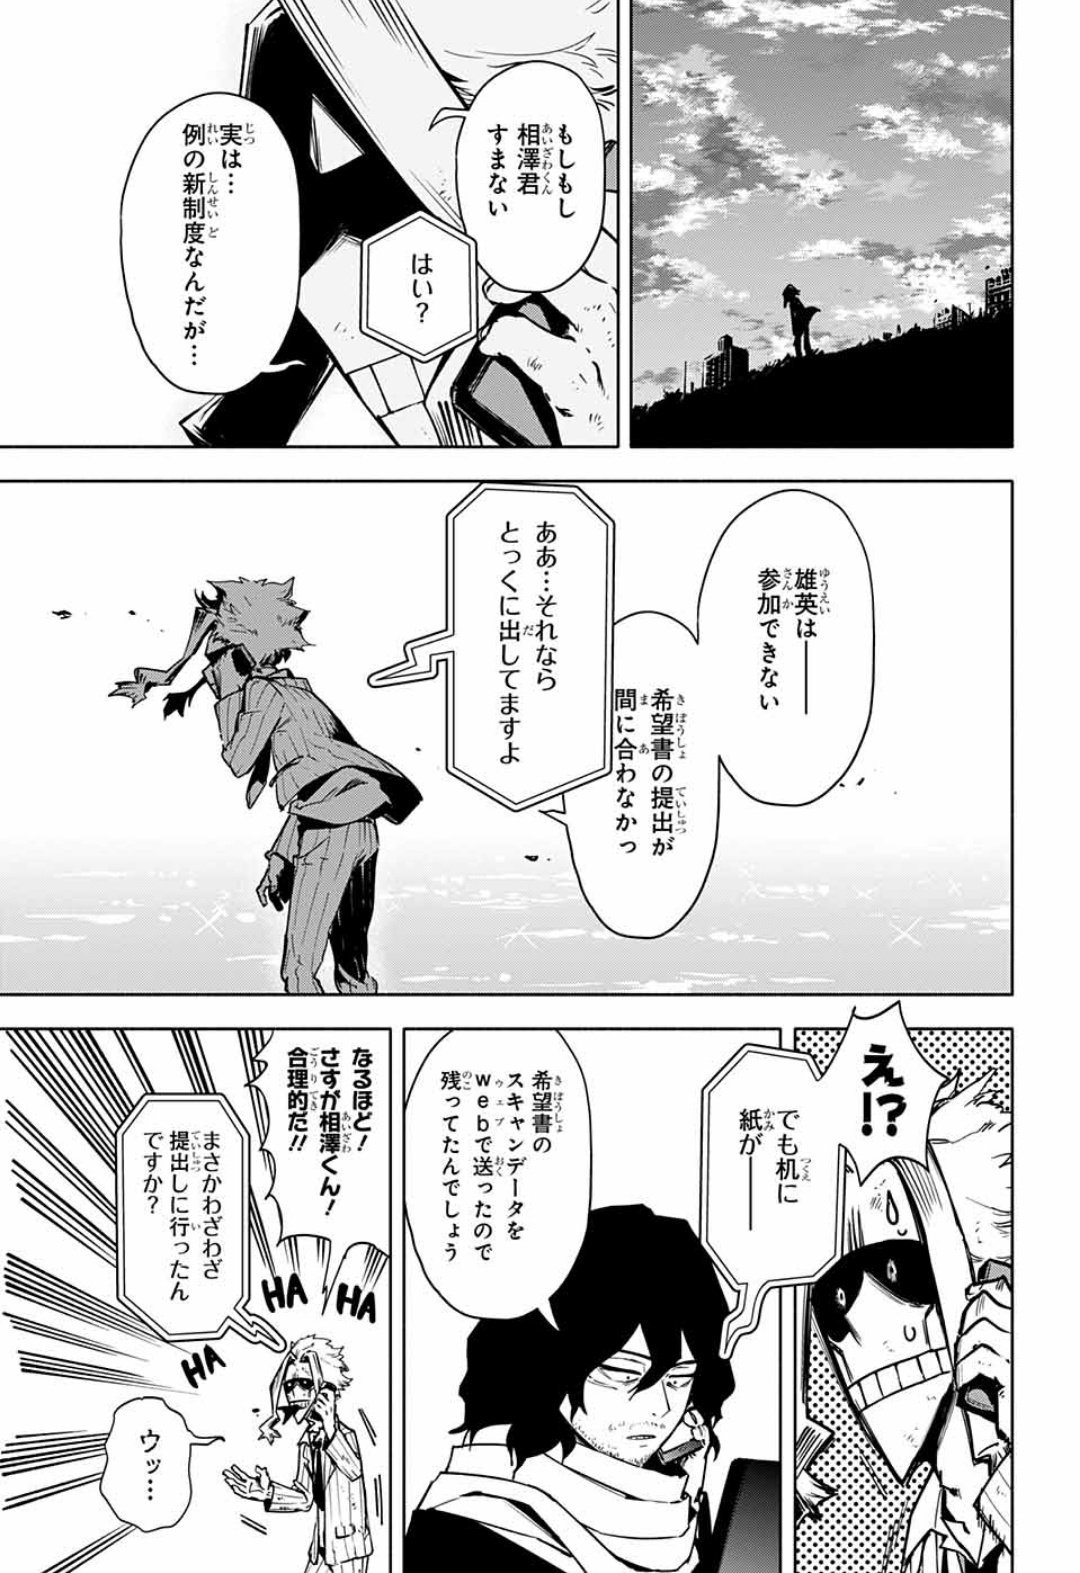 もしもし
相澤君
すまない
はい？
実は…
例の新制度なんだが…
雄英は――
参加できない
希望書の提出が
間に合わなかっ
ああ…それなら
とっくに出してますよ
え!?
でも机に
紙が――
希望書の
スキャンデータを
webで送ったので
残ってたんでしょう
なるほど！
さすが相澤くん！
合理的だ!!
まさかわざわざ
提出しに行ったん
ですか？
HA
HA
HA
ウッ…